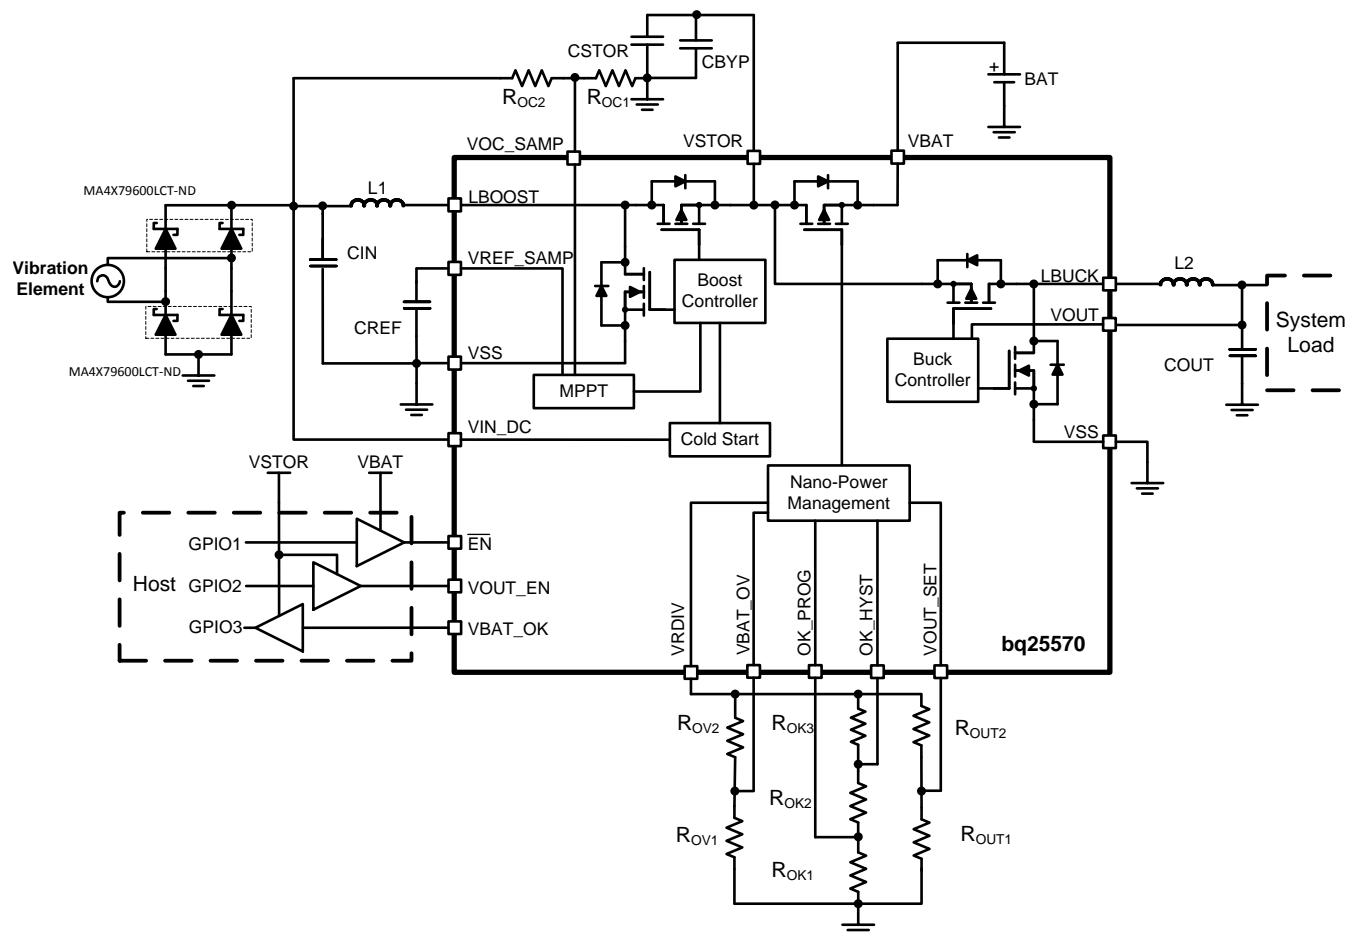 CSTOR
CBYP
+
BAT
ROC2
ROC1
VOC_SAMP
VSTOR
VBAT
MA4X79600LCT-ND
L1
LBOOST
CIN
VREF_SAMP
Boost
Controller
Vibration
Element
LBUCK
L2
CREF
VOUT
System
Load
VSS
Buck
Controller
COUT
MA4X79600LCT-ND
MPPT
VIN_DC
Cold Start
VSS
VSTOR
VBAT
Nano-Power
Management
GPIO1
EN
Host
GPIO2
VOUT_EN
GPIO3
VBAT_OK
VRDIV
VBAT_OV
OK_PROG
OK_HYST
VOUT_SET
bq25570
ROV2
ROK3
ROUT2
ROK2
ROV1
ROUT1
ROK1